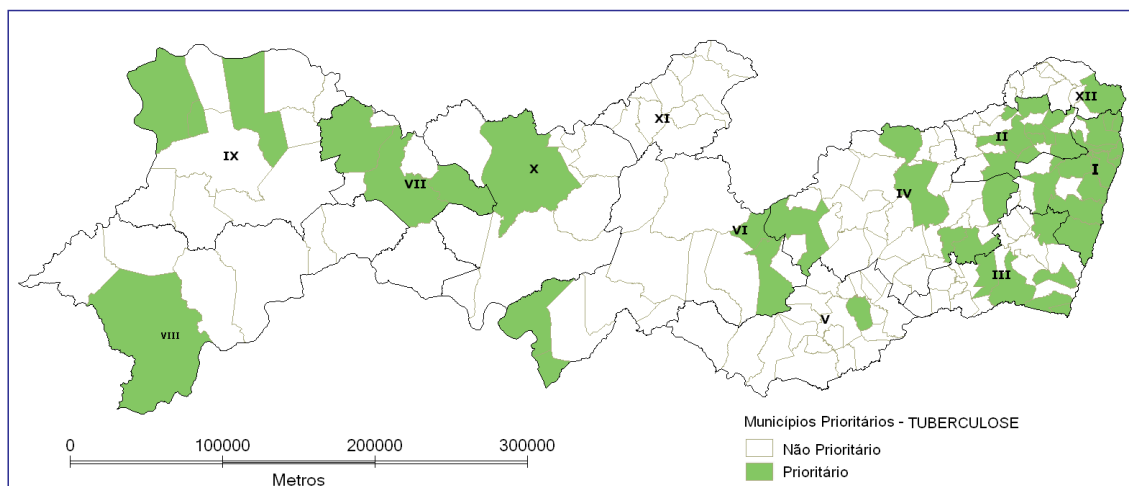 XII
XI
II
I
IX
X
VII
IV
VI
III
V
VIII
Municípios Prioritários - TUBERCULOSE
Não Prioritário
Prioritário
0 100000 200000 300000
Metros